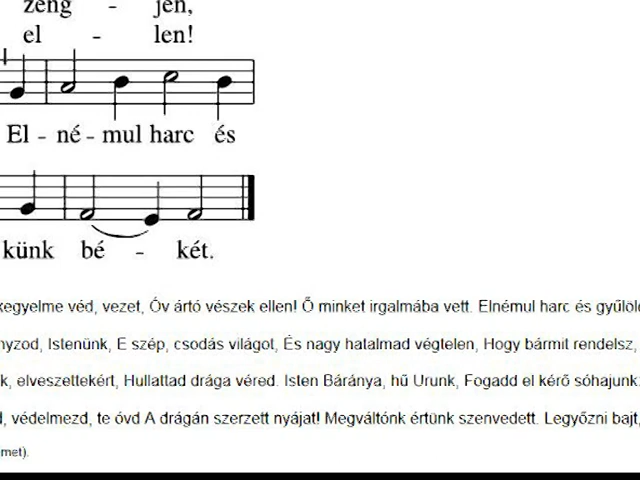 zeng - jen,
el - len!
El - né - mul harc és
künk bé - két.
kegyelme véd, vezet, Óv ártó vészek ellen! Ő minket irgalmába vett. Elnémul harc és
nyzod, Istenünk, E szép, csodás világot, És nagy hatalmad végtelen, Hogy bármit rendelsz,
k, elveszettekért, Hullattad drága véred. Isten Báránya, hű Urunk, Fogadd el kérő sóhajunk:
védelmezd, te óvd A drágán szerzett nyájat! Megváltónk értünk szenvedett. Legyőzni bajt,
met).